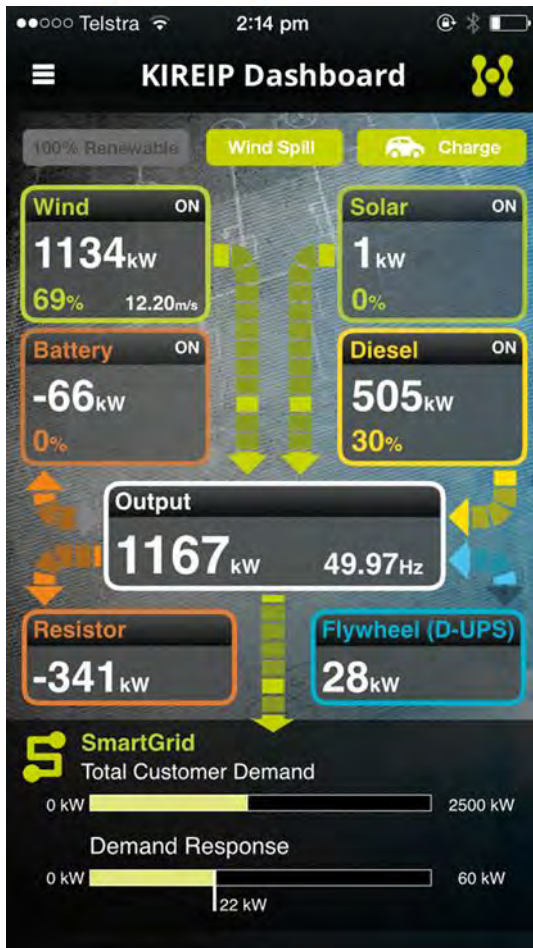 Telstra 2:14 pm
KIREIP Dashboard
100% Renewable Wind Spill Charge
Wind ON
1134kW
69% 12.20m/s
Solar ON
1kW
0%
Battery ON
-66kW
0%
Diesel ON
505kW
30%
Output
1167kW 49.97Hz
Resistor
-341kW
Flywheel (D-UPS)
28kW
SmartGrid
Total Customer Demand
0 kW 2500 kW
Demand Response
0 kW 60 kW
22 kW